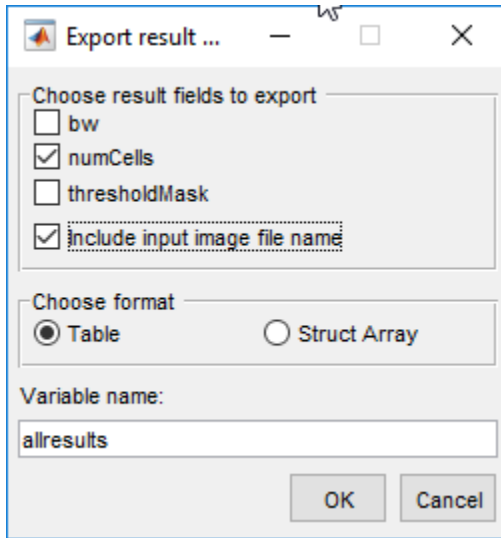 Export result ...
Choose result fields to export
bw
numCells
thresholdMask
Include input image file name
Choose format
Table Struct Array
Variable name:
allresults
OK Cancel